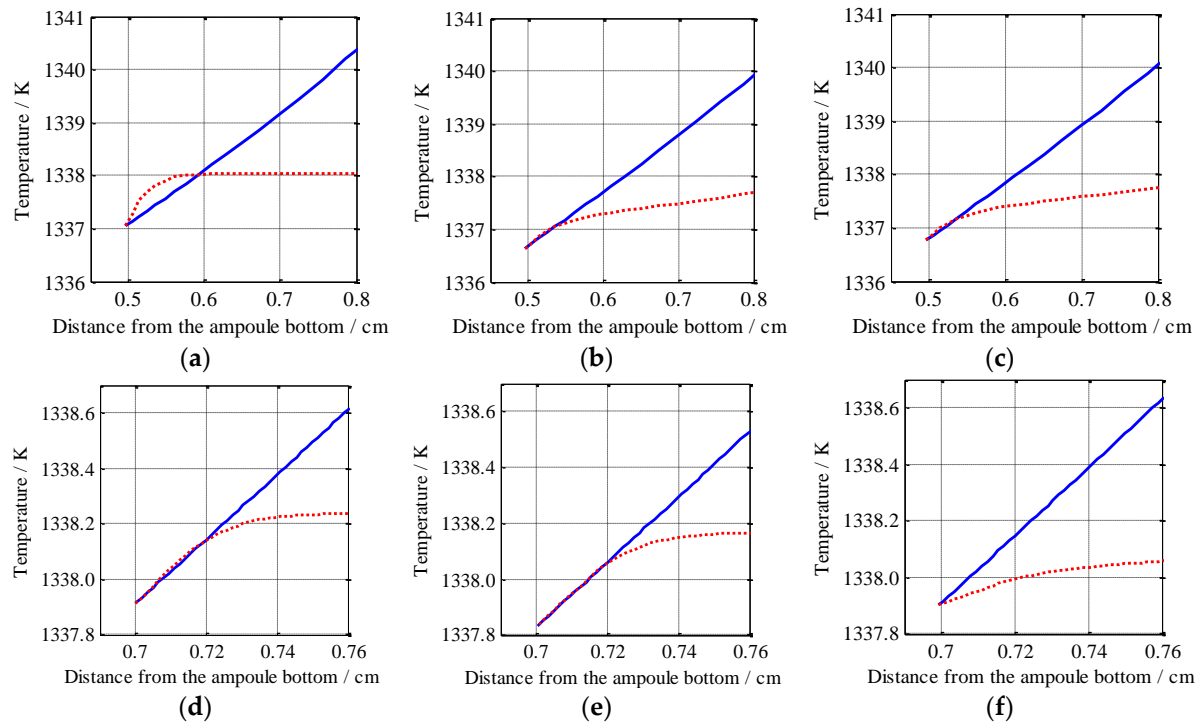 1341
1340
1339
1338
1337
1336
Temperature / K
0.5 0.6 0.7 0.8
Distance from the ampoule bottom / cm
(a)
1341
1340
1339
1338
1337
1336
Temperature / K
0.5 0.6 0.7 0.8
Distance from the ampoule bottom / cm
(b)
1341
1340
1339
1338
1337
1336
Temperature / K
0.5 0.6 0.7 0.8
Distance from the ampoule bottom / cm
(c)
1338.6
1338.4
1338.2
1338.0
1337.8
Temperature / K
0.7 0.72 0.74 0.76
Distance from the ampoule bottom / cm
(d)
1338.6
1338.4
1338.2
1338.0
1337.8
Temperature / K
0.7 0.72 0.74 0.76
Distance from the ampoule bottom / cm
(e)
1338.6
1338.4
1338.2
1338.0
1337.8
Temperature / K
0.7 0.72 0.74 0.76
Distance from the ampoule bottom / cm
(f)